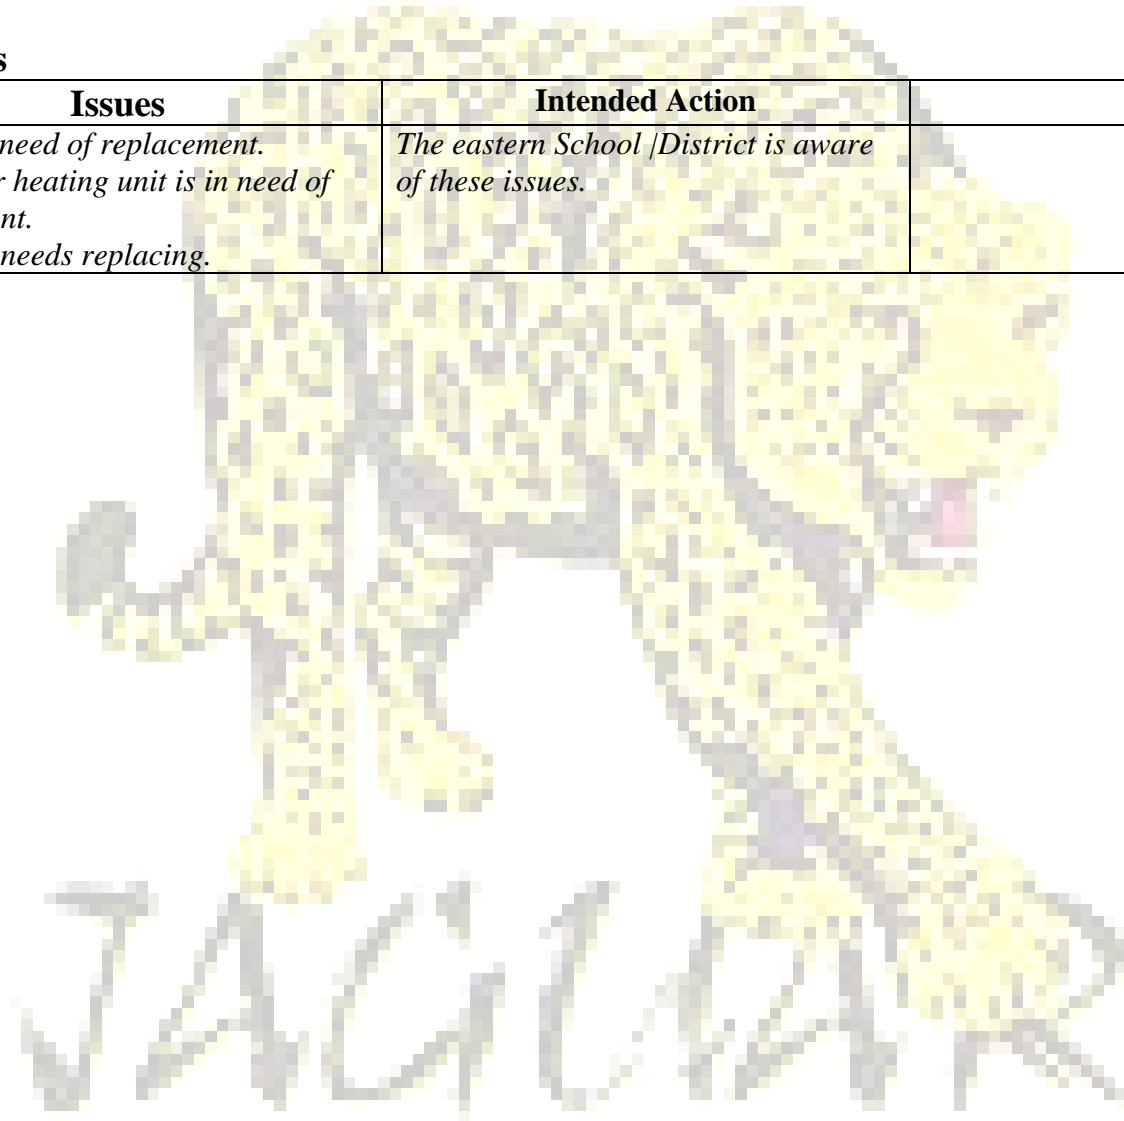 s
Issues Intended Action
need of replacement. The eastern School /District is aware
r heating unit is in need of of these issues.
nt.
needs replacing.
JAGUAR